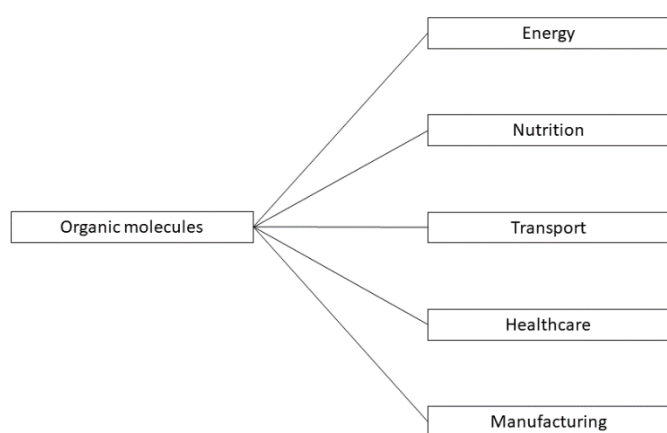 Energy
Nutrition
Organic molecules
Transport
Healthcare
Manufacturing